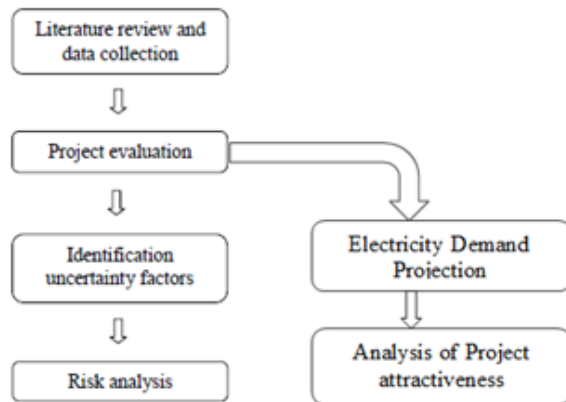 Literature review and
data collection
Project evaluation
Identification
uncertainty factors
Risk analysis
Electricity Demand
Projection
Analysis of Project
attractiveness